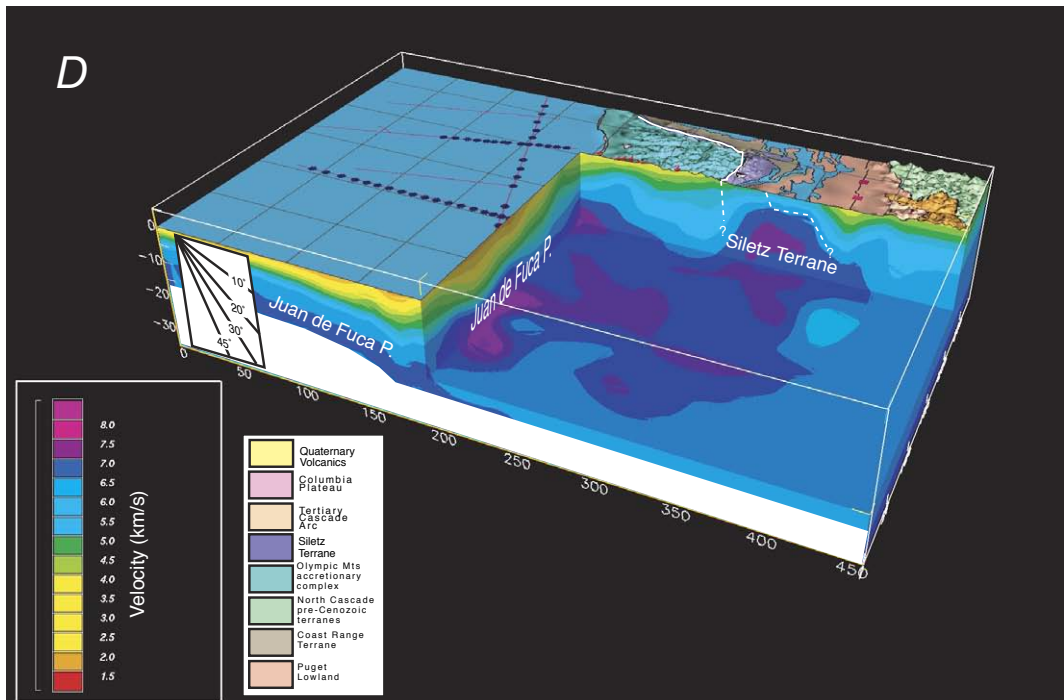 D
0
-10
-20
-30
10°
20°
30°
45°
Juan de Fuca P.
Juan de Fuca P.
Siletz Terrane
?
?
0
50
100
150
200
250
300
350
400
450
8.0
7.5
7.0
6.5
6.0
5.5
5.0
4.5
4.0
3.5
3.0
2.5
2.0
1.5
Velocity (km/s)
Quaternary
Volcanics
Columbia
Plateau
Tertiary
Cascade
Arc
Siletz
Terrane
Olympic Mts
accretionary
complex
North Cascade
pre-Cenozoic
terranes
Coast Range
Terrane
Puget
Lowland